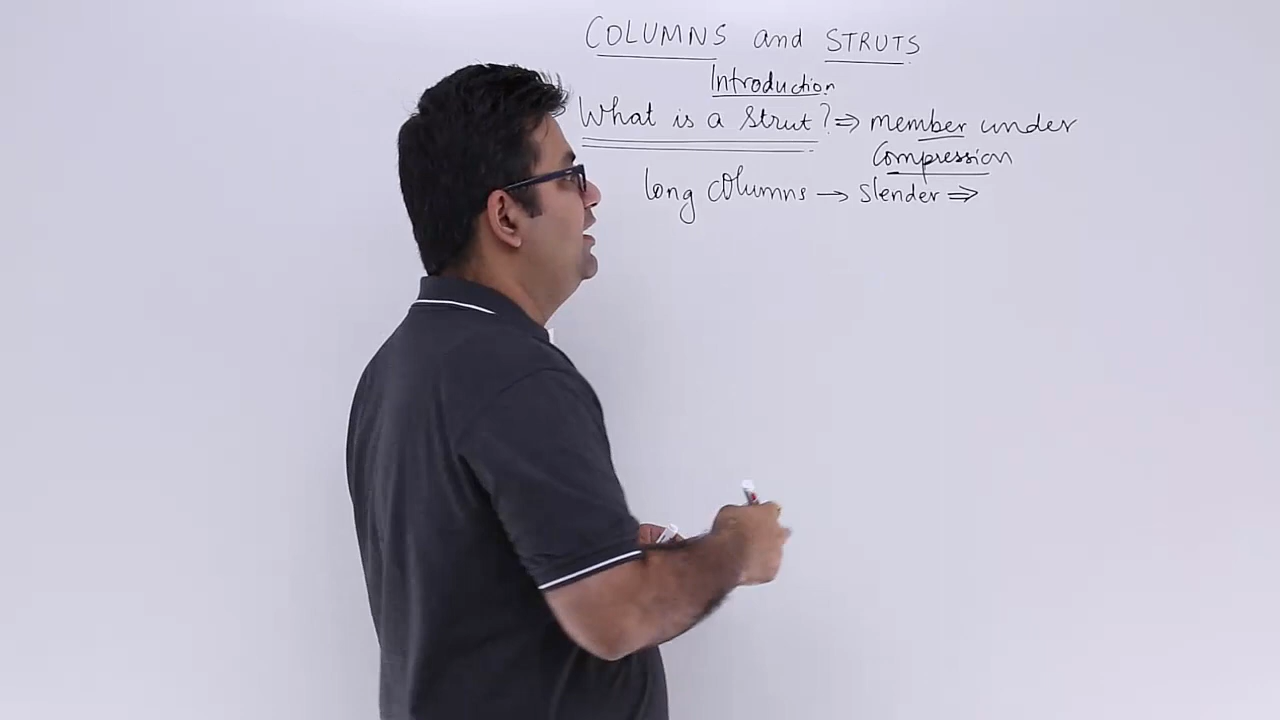 COLUMNS and STRUTS
Introduction
What is a Strut? ⇒ member under
Compression
long columns → slender ⇒